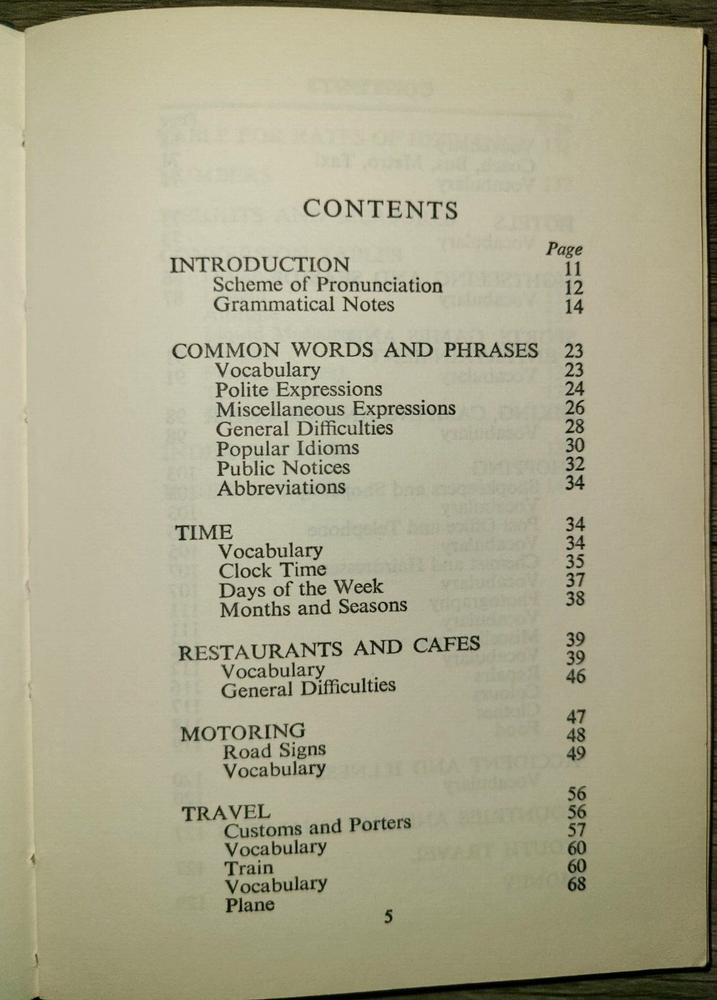 CONTENTS
Page
INTRODUCTION 11
Scheme of Pronunciation 12
Grammatical Notes 14
COMMON WORDS AND PHRASES 23
Vocabulary 23
Polite Expressions 24
Miscellaneous Expressions 26
General Difficulties 28
Popular Idioms 30
Public Notices 32
Abbreviations 34
TIME 34
Vocabulary 34
Clock Time 35
Days of the Week 37
Months and Seasons 38
RESTAURANTS AND CAFES 39
Vocabulary 39
General Difficulties 46
MOTORING 47
Road Signs 48
Vocabulary 49
TRAVEL 56
Customs and Porters 56
Vocabulary 57
Train 60
Vocabulary 60
Plane 68
5